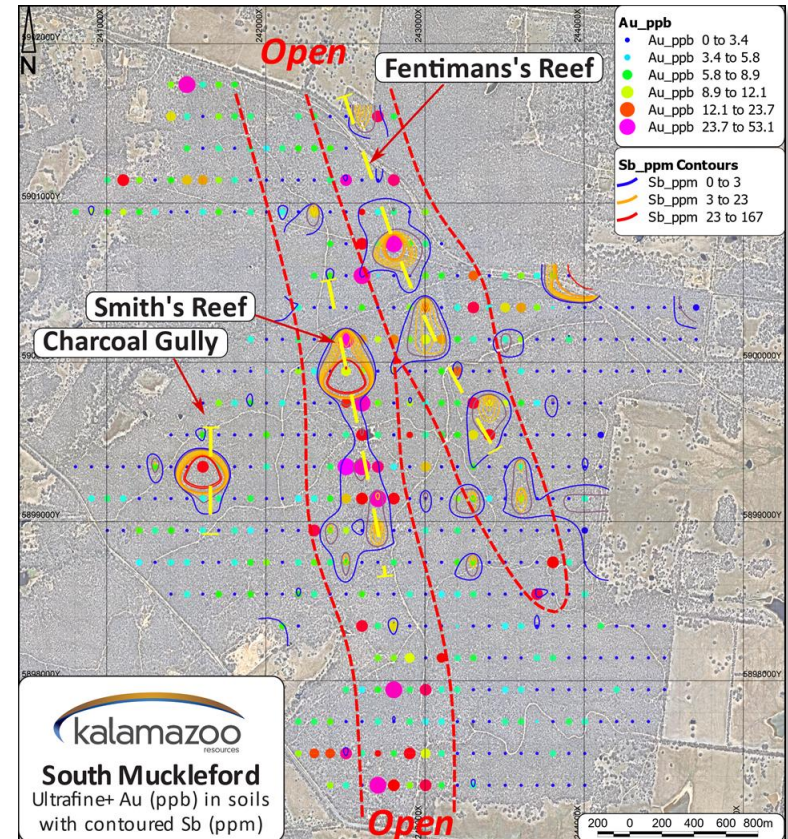 5902000Y
241000X
242000X
243000X
244000X
N
Open
Fentimans's Reef
Au_ppb
Au_ppb 0 to 3.4
Au_ppb 3.4 to 5.8
Au_ppb 5.8 to 8.9
Au_ppb 8.9 to 12.1
Au_ppb 12.1 to 23.7
Au_ppb 23.7 to 53.1
Sb_ppm Contours
Sb_ppm 0 to 3
Sb_ppm 3 to 23
Sb_ppm 23 to 167
5901000Y
5901000Y
Smith's Reef
Charcoal Gully
5900000Y
5899000Y
5899000Y
5898000Y
5898000Y
kalamazoo
resources
South Muckleford
Ultrafine+ Au (ppb) in soils
with contoured Sb (ppm)
Open
200 0 200 400 600 800m